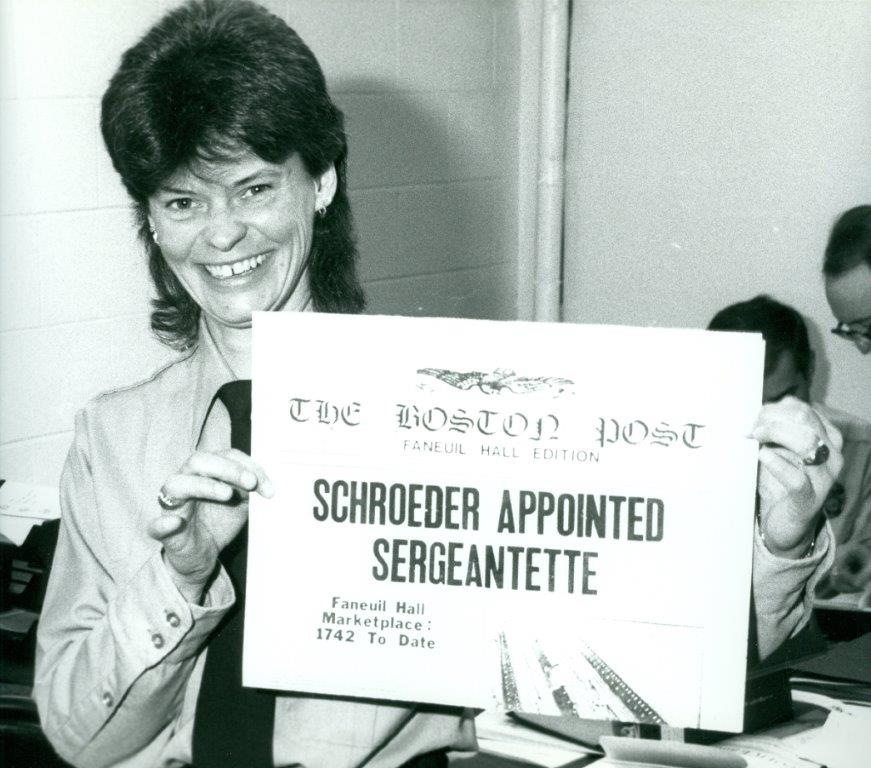 THE BOSTON POST
FANEUIL HALL EDITION
SCHROEDER APPOINTED
SERGEANTETTE
Faneuil Hall
Marketplace:
1742 To Date